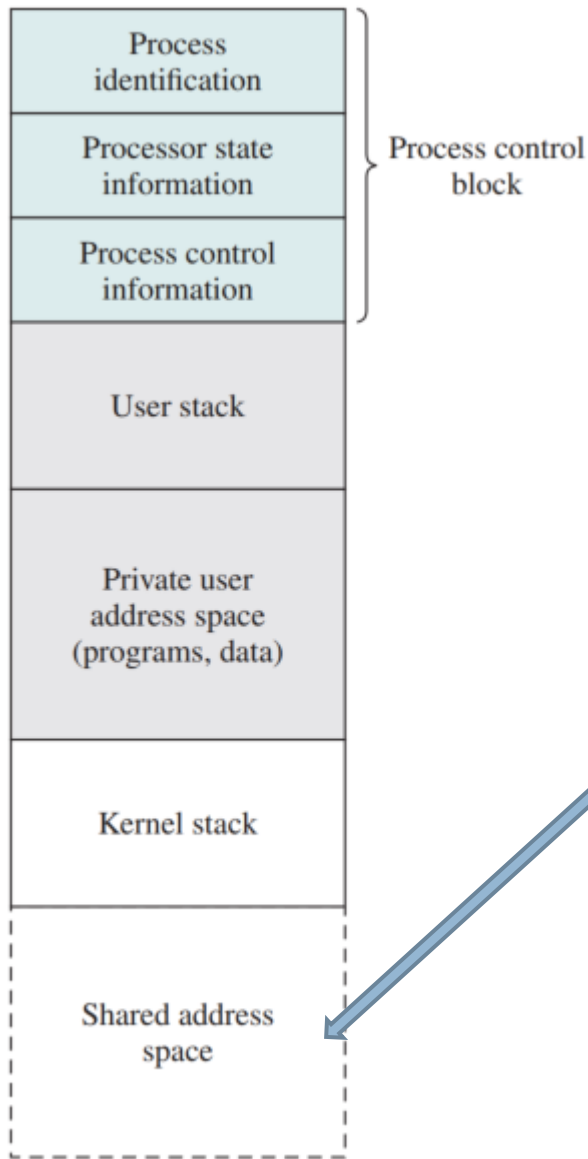 Process
identification
Processor state
information
Process control
block
Process control
information
User stack
Private user
address space
(programs, data)
Kernel stack
Shared address
space